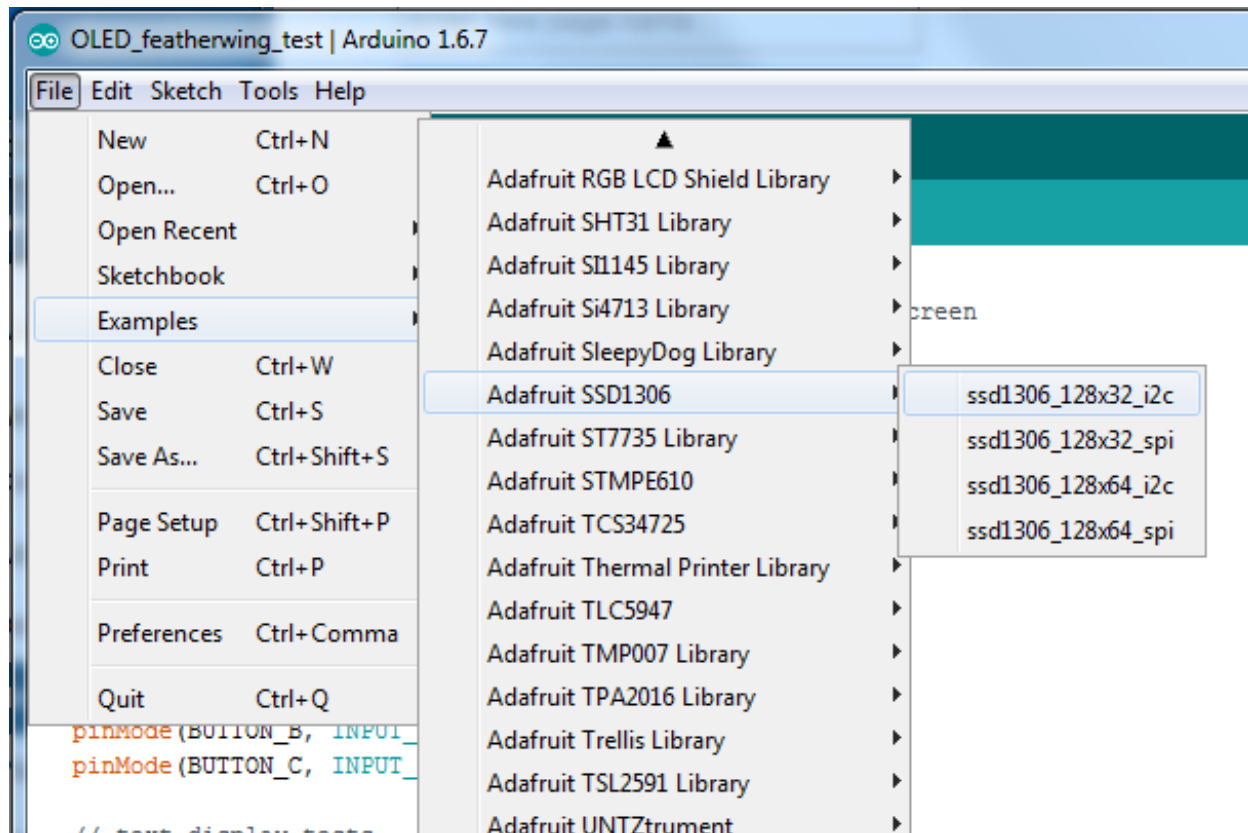 OLED_featherwing_test | Arduino 1.6.7
File Edit Sketch Tools Help
New Ctrl+N
Open... Ctrl+O
Open Recent
Sketchbook
Examples
Close Ctrl+W
Save Ctrl+S
Save As... Ctrl+Shift+S
Page Setup Ctrl+Shift+P
Print Ctrl+P
Preferences Ctrl+Comma
Quit Ctrl+Q
Adafruit RGB LCD Shield Library
Adafruit SHT31 Library
Adafruit SI1145 Library
Adafruit Si4713 Library
Adafruit SleepyDog Library
Adafruit SSD1306
Adafruit ST7735 Library
Adafruit STMPE610
Adafruit TCS34725
Adafruit Thermal Printer Library
Adafruit TLC5947
Adafruit TMP007 Library
Adafruit TPA2016 Library
Adafruit Trellis Library
Adafruit TSL2591 Library
Adafruit UNTZtrument
ssd1306_128x32_i2c
ssd1306_128x32_spi
ssd1306_128x64_i2c
ssd1306_128x64_spi
creen
pinMode(BUTTON_B, INPUT_
pinMode(BUTTON_C, INPUT_
// text display tests